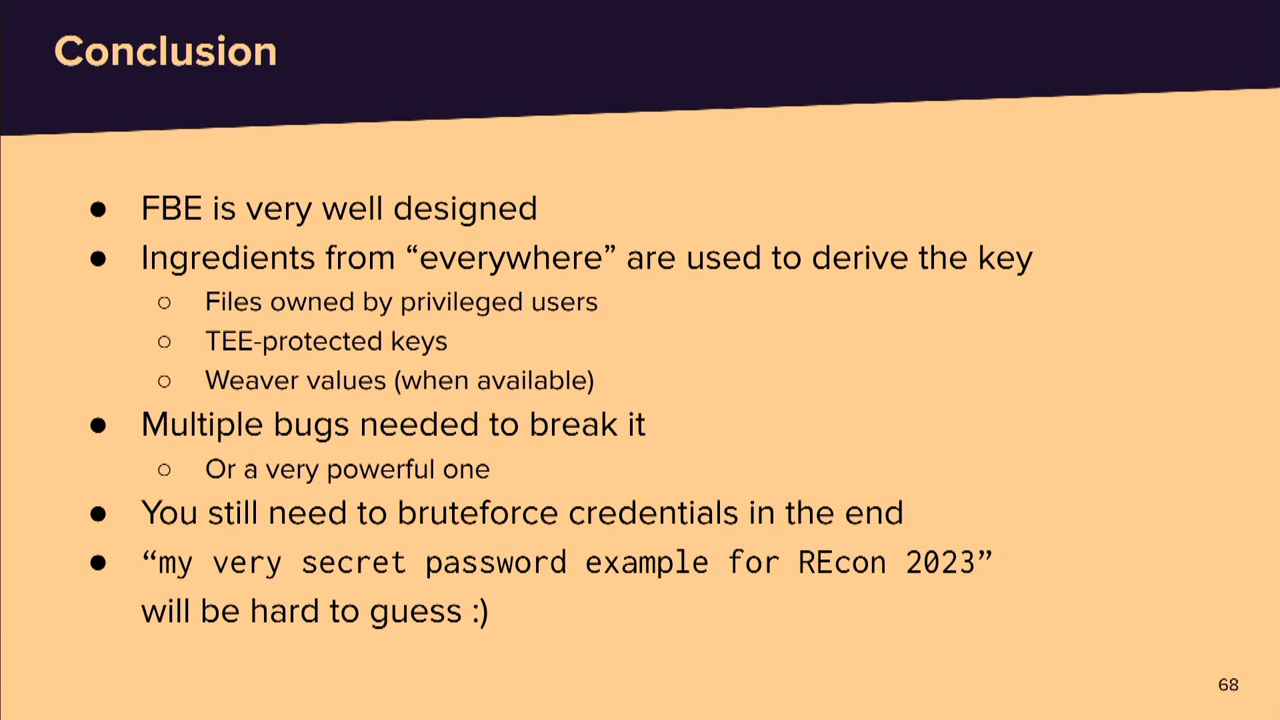 Conclusion
● FBE is very well designed
● Ingredients from “everywhere” are used to derive the key
○ Files owned by privileged users
○ TEE-protected keys
○ Weaver values (when available)
● Multiple bugs needed to break it
○ Or a very powerful one
● You still need to bruteforce credentials in the end
● “my very secret password example for REcon 2023”
will be hard to guess :)
68